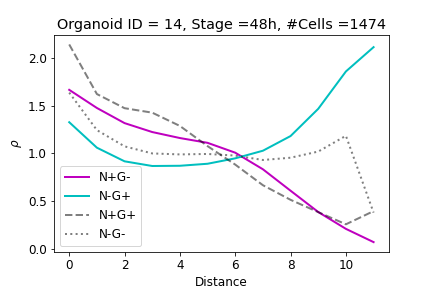 Organoid ID = 14, Stage =48h, #Cells =1474
2.0
1.5
1.0
0.5
0.0
ρ
N+G-
N-G+
N+G+
N-G-
0 2 4 6 8 10
Distance